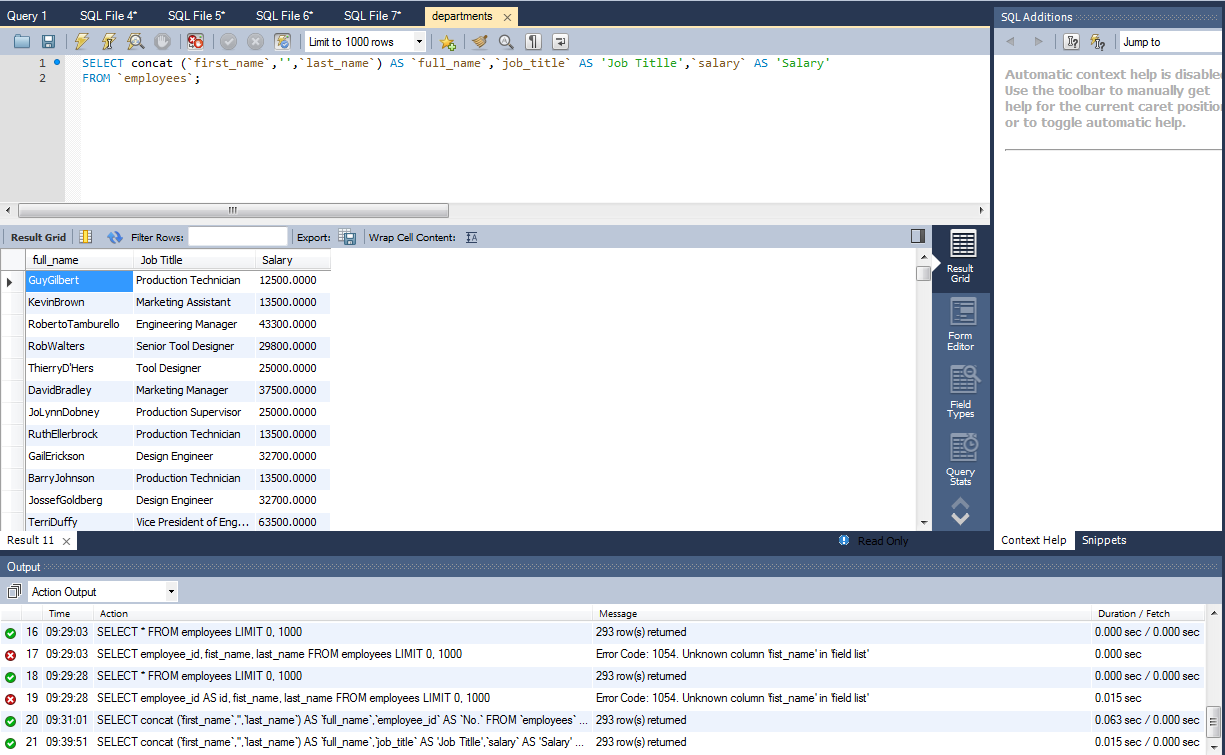 Query 1 SQL File 4* SQL File 5* SQL File 6* SQL File 7* departments
SQL Additions
Limit to 1000 rows
Jump to
1 SELECT concat (`first_name`,'',`last_name`) AS `full_name`,`job_title` AS 'Job Titlle',`salary` AS 'Salary'
2 FROM `employees`;
Automatic context help is disable
Use the toolbar to manually get
help for the current caret position
or to toggle automatic help.
Result Grid Filter Rows: Export: Wrap Cell Content:
full_name Job Titlle Salary
GuyGilbert Production Technician 12500.0000
KevinBrown Marketing Assistant 13500.0000
RobertoTamburello Engineering Manager 43300.0000
RobWalters Senior Tool Designer 29800.0000
ThierryD'Hers Tool Designer 25000.0000
DavidBradley Marketing Manager 37500.0000
JoLynnDobney Production Supervisor 25000.0000
RuthEllerbrock Production Technician 13500.0000
GailErickson Design Engineer 32700.0000
BarryJohnson Production Technician 13500.0000
JossefGoldberg Design Engineer 32700.0000
TerriDuffy Vice President of Eng... 63500.0000
Result
Grid
Form
Editor
Field
Types
Query
Stats
Result 11
Read Only
Context Help Snippets
Output
Action Output
Time Action Message Duration / Fetch
16 09:29:03 SELECT * FROM employees LIMIT 0, 1000 293 row(s) returned 0.000 sec / 0.000 sec
17 09:29:03 SELECT employee_id, fist_name, last_name FROM employees LIMIT 0, 1000 Error Code: 1054. Unknown column 'fist_name' in 'field list' 0.000 sec
18 09:29:28 SELECT * FROM employees LIMIT 0, 1000 293 row(s) returned 0.000 sec / 0.000 sec
19 09:29:28 SELECT employee_id AS id, fist_name, last_name FROM employees LIMIT 0, 1000 Error Code: 1054. Unknown column 'fist_name' in 'field list' 0.015 sec
20 09:31:01 SELECT concat (`first_name`,'',`last_name`) AS `full_name`,`employee_id` AS `No.` FROM `employees` ... 293 row(s) returned 0.063 sec / 0.000 sec
21 09:39:51 SELECT concat (`first_name`,'',`last_name`) AS `full_name`,`job_title` AS 'Job Titlle',`salary` AS 'Salary' ... 293 row(s) returned 0.015 sec / 0.000 sec